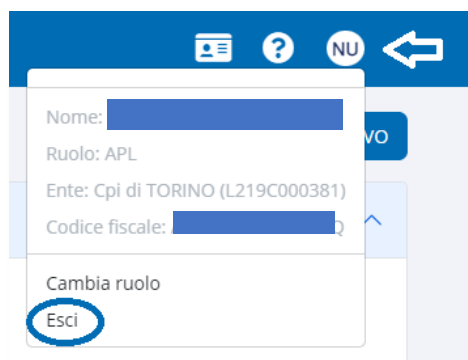 ? NU
Nome:
VO
Ruolo: APL
Ente: Cpi di TORINO (L219C000381)
Codice fiscale:
Cambia ruolo
Esci